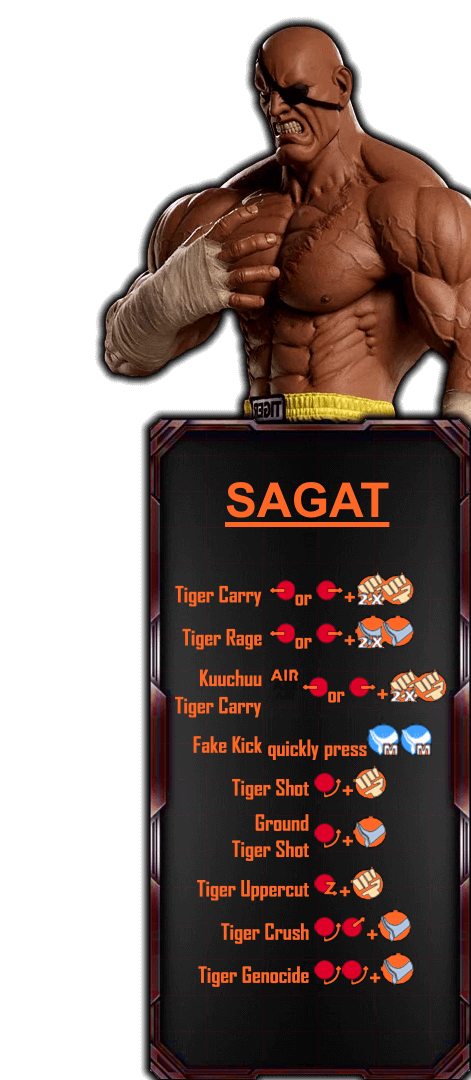 TIGER
SAGAT
Tiger Carry or + 2X
Tiger Rage or + 2X
Kuuchuu AIR
Tiger Carry or + 2X
Fake Kick quickly press M M
Tiger Shot +
Ground
Tiger Shot +
Tiger Uppercut +
Tiger Crush +
Tiger Genocide +